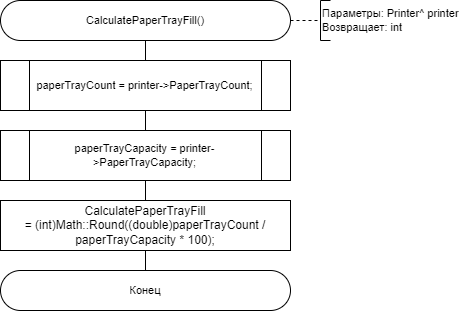 CalculatePaperTrayFill()
Параметры: Printer^ printer
Возвращает: int
paperTrayCount = printer->PaperTrayCount;
paperTrayCapacity = printer-
>PaperTrayCapacity;
CalculatePaperTrayFill
= (int)Math::Round((double)paperTrayCount /
paperTrayCapacity * 100);
Конец